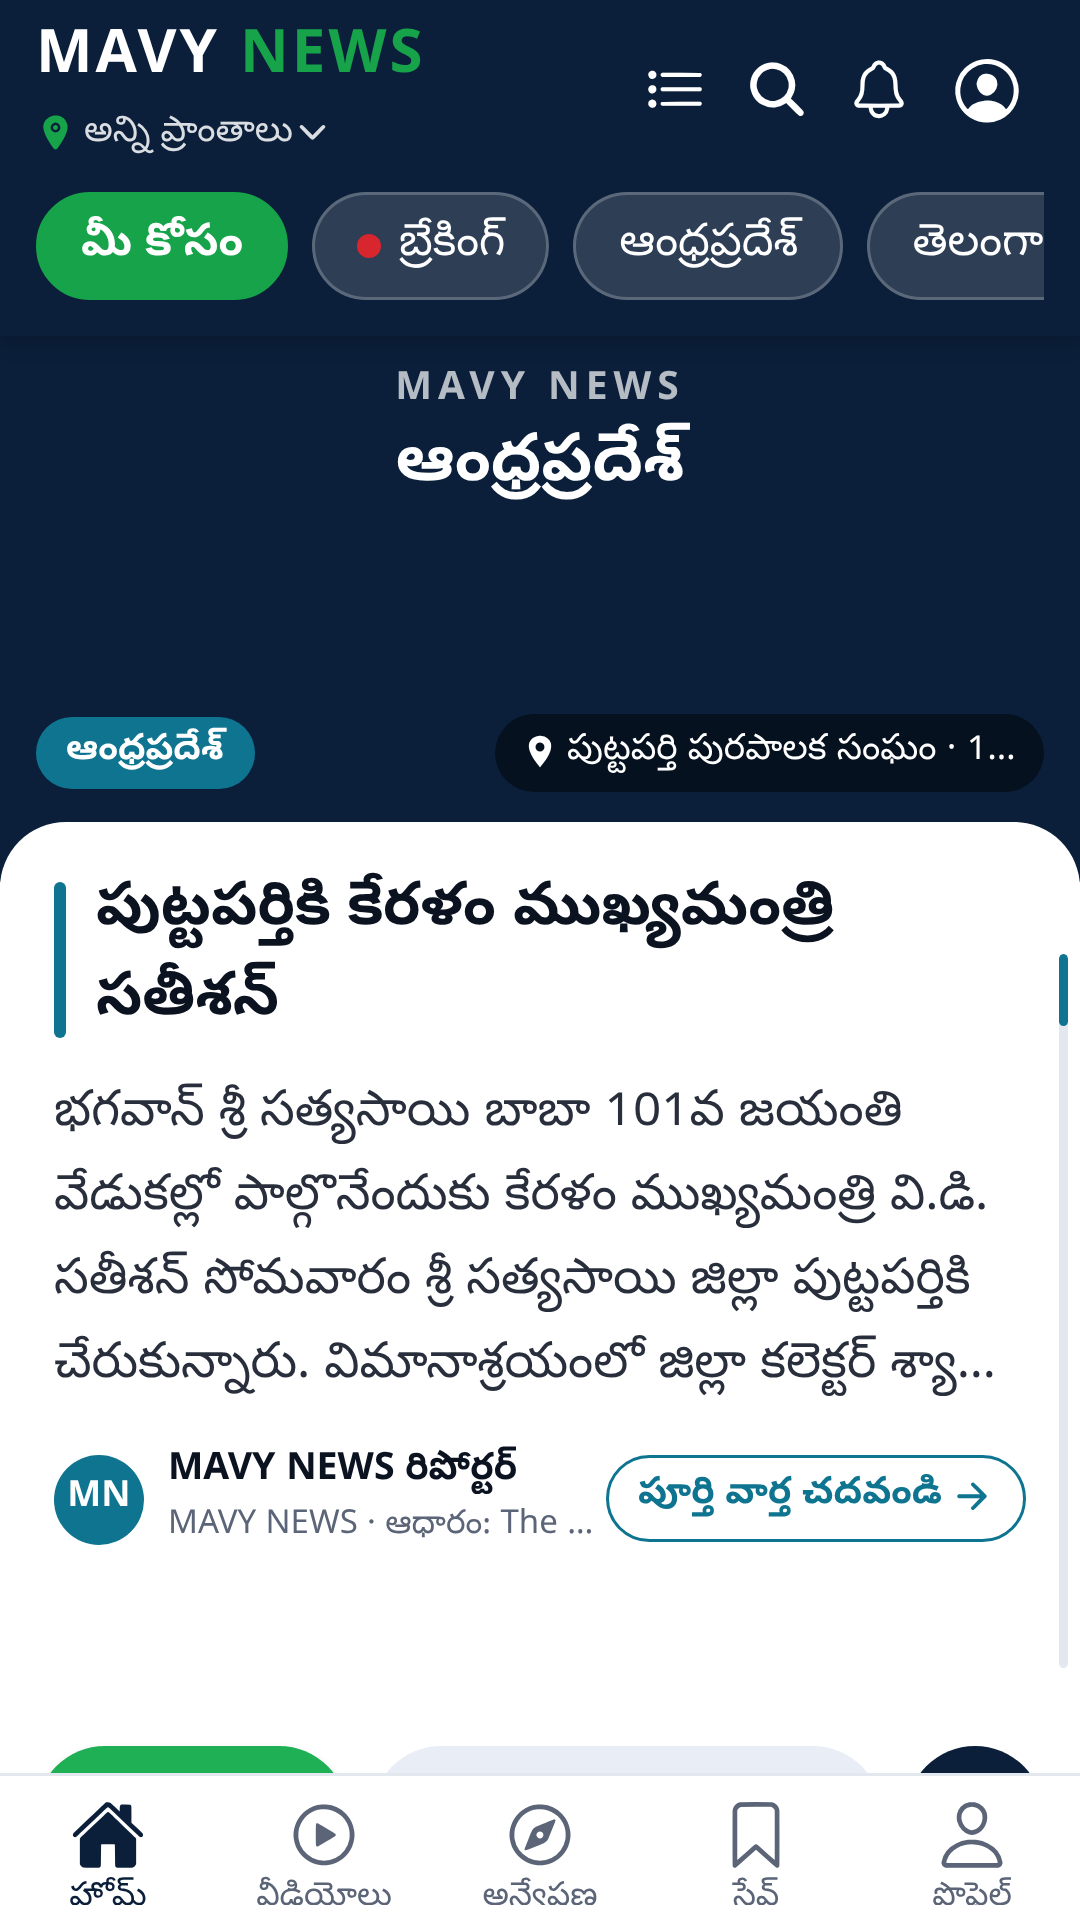 MAVY NEWS
అన్ని ప్రాంతాలు
మీ కోసం
బ్రేకింగ్
ఆంధ్రప్రదేశ్
తెలంగా
MAVY NEWS
ఆంధ్రప్రదేశ్
ఆంధ్రప్రదేశ్
పుట్టపర్తి పురపాలక సంఘం · 1...
పుట్టపర్తికి కేరళం ముఖ్యమంత్రి
సతీశన్
భగవాన్ శ్రీ సత్యసాయి బాబా 101వ జయంతి
వేడుకల్లో పాల్గొనేందుకు కేరళం ముఖ్యమంత్రి వి.డి.
సతీశన్ సోమవారం శ్రీ సత్యసాయి జిల్లా పుట్టపర్తికి
చేరుకున్నారు. విమానాశ్రయంలో జిల్లా కలెక్టర్ శ్యా...
MN
MAVY NEWS రిపోర్టర్
MAVY NEWS · ఆధారం: The ...
పూర్తి వార్త చదవండి →
హోమ్
వీడియోలు
అన్వేషణ
సేవ్